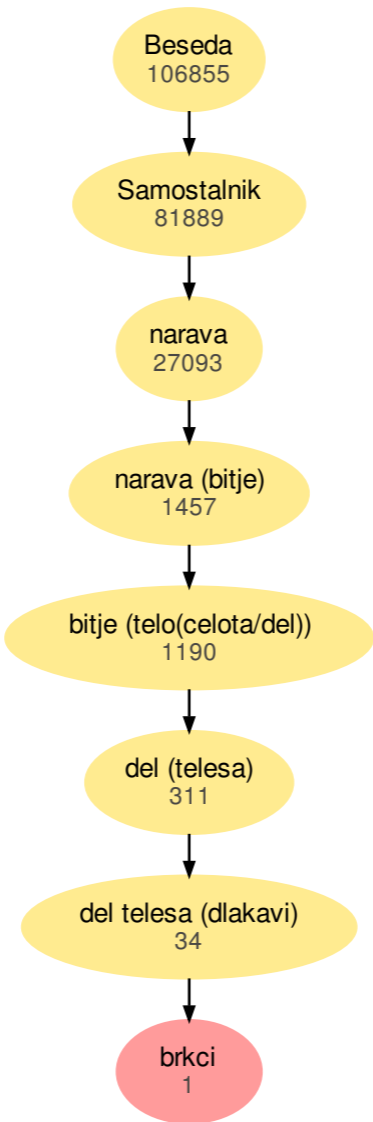 Beseda
106855
Samostalnik
81889
narava
27093
narava (bitje)
1457
bitje (telo(celota/del))
1190
del (telesa)
311
del telesa (dlakavi)
34
brkci
1